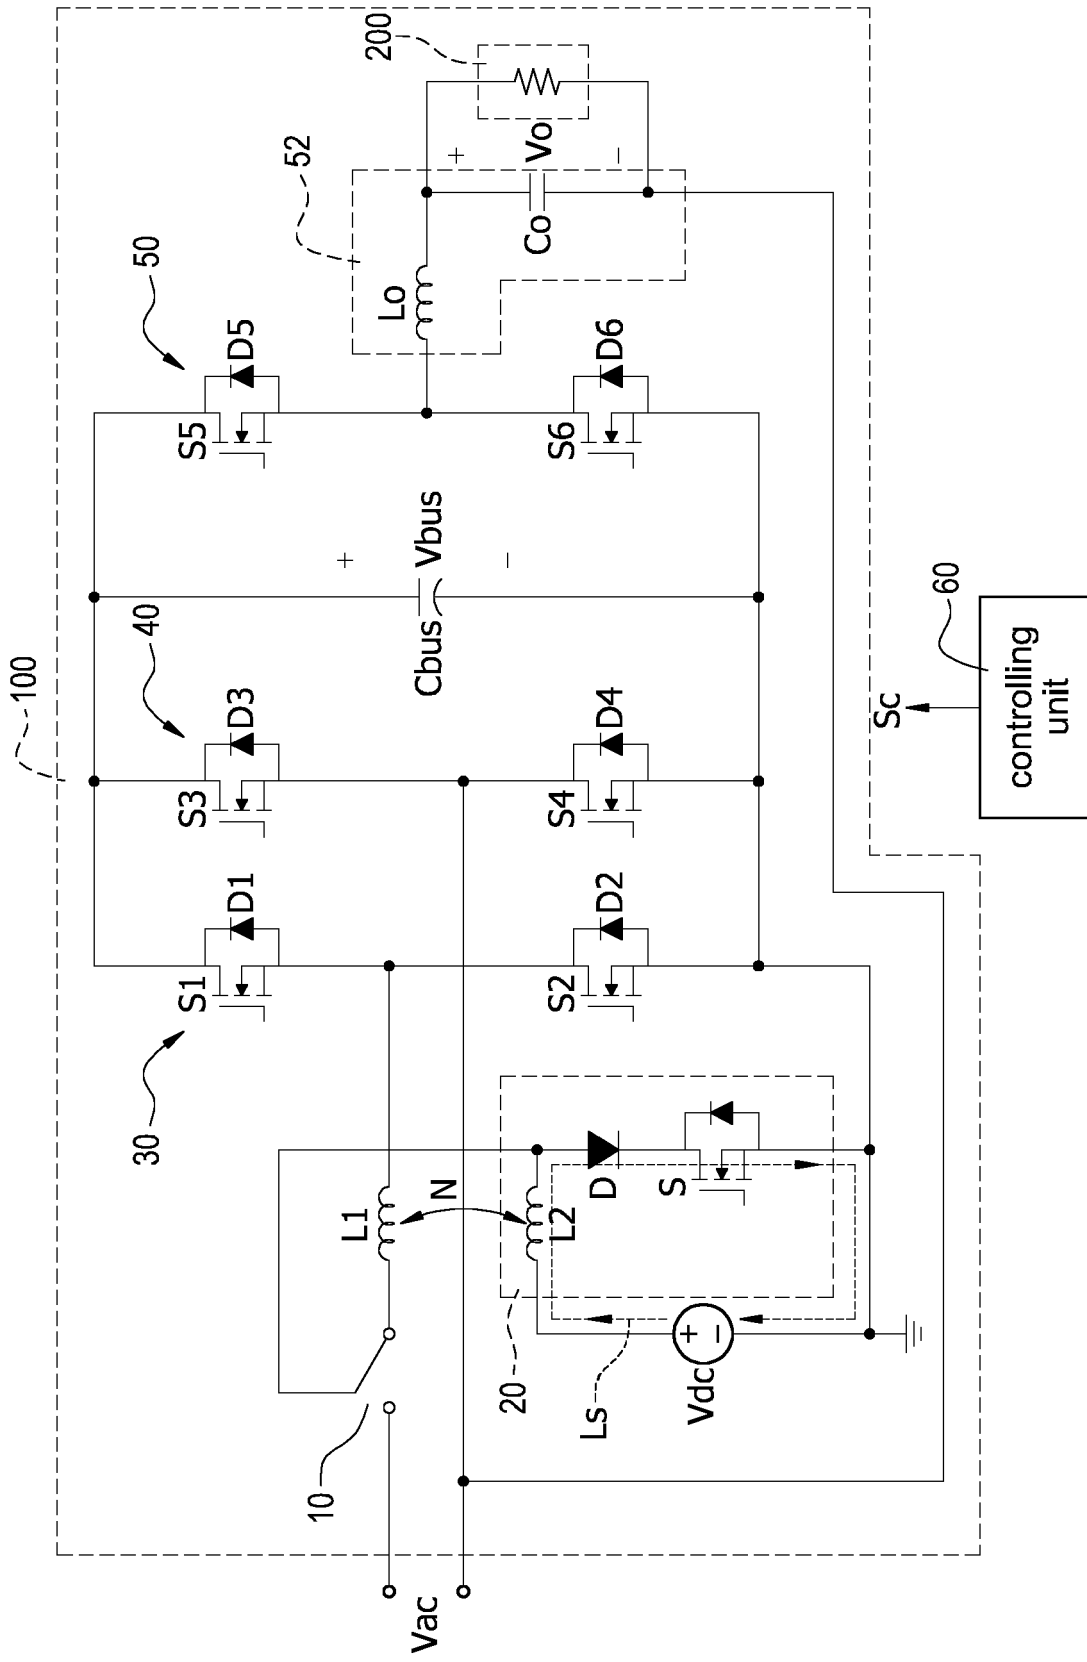 100
30
40
50
S1
D1
S3
D3
S5
D5
52
200
Lo
+
Vo
−
Co
+
Cbus
Vbus
−
10
L1
N
L2
S2
D2
S4
D4
S6
D6
Vac
20
Ls
D
S
Vdc
+
−
Sc
60
controlling
unit